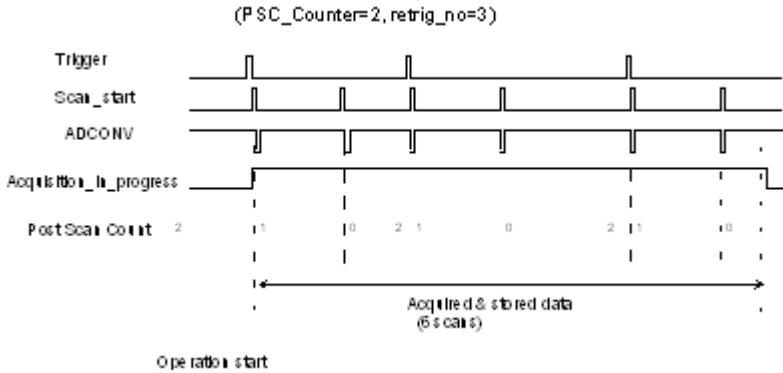 (PSC_Counter=2, retrig_no=3)
Trigger
Scan_start
ADCONV
Acquisition_in_progress
Post Scan Count 2 1 0 2 1 0 2 1 0
Acquired & stored data
(6 scans)
Operation start